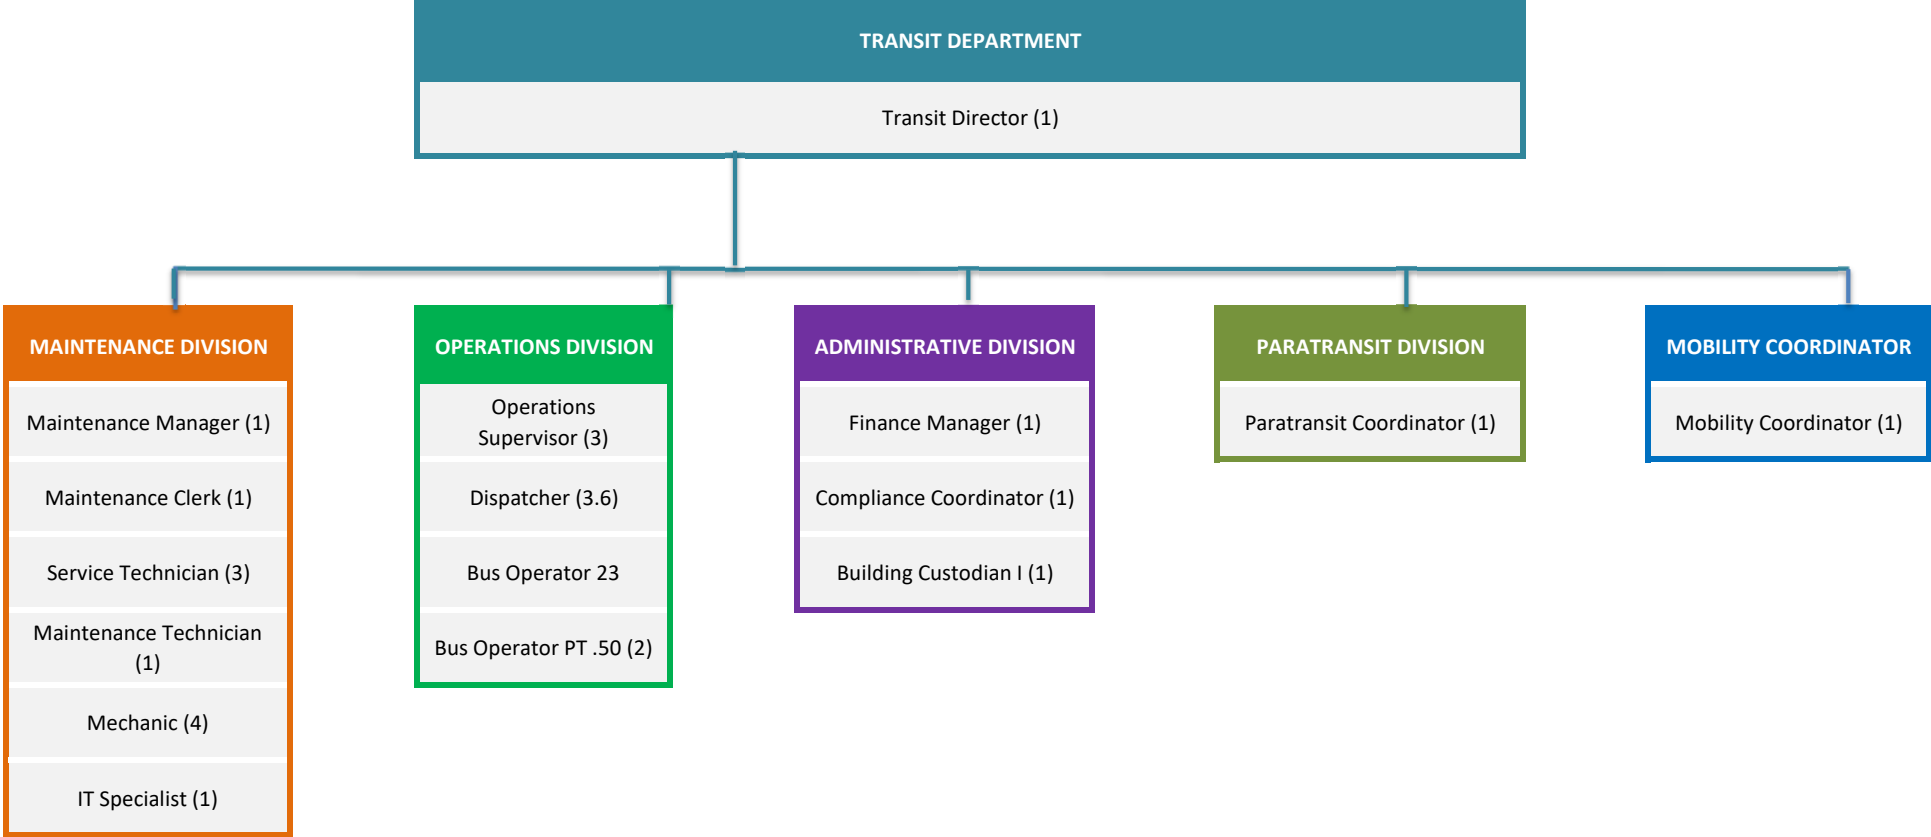 TRANSIT DEPARTMENT
Transit Director (1)
MAINTENANCE DIVISION
Maintenance Manager (1)
Maintenance Clerk (1)
Service Technician (3)
Maintenance Technician
(1)
Mechanic (4)
IT Specialist (1)
OPERATIONS DIVISION
Operations
Supervisor (3)
Dispatcher (3.6)
Bus Operator 23
Bus Operator PT .50 (2)
ADMINISTRATIVE DIVISION
Finance Manager (1)
Compliance Coordinator (1)
Building Custodian I (1)
PARATRANSIT DIVISION
Paratransit Coordinator (1)
MOBILITY COORDINATOR
Mobility Coordinator (1)